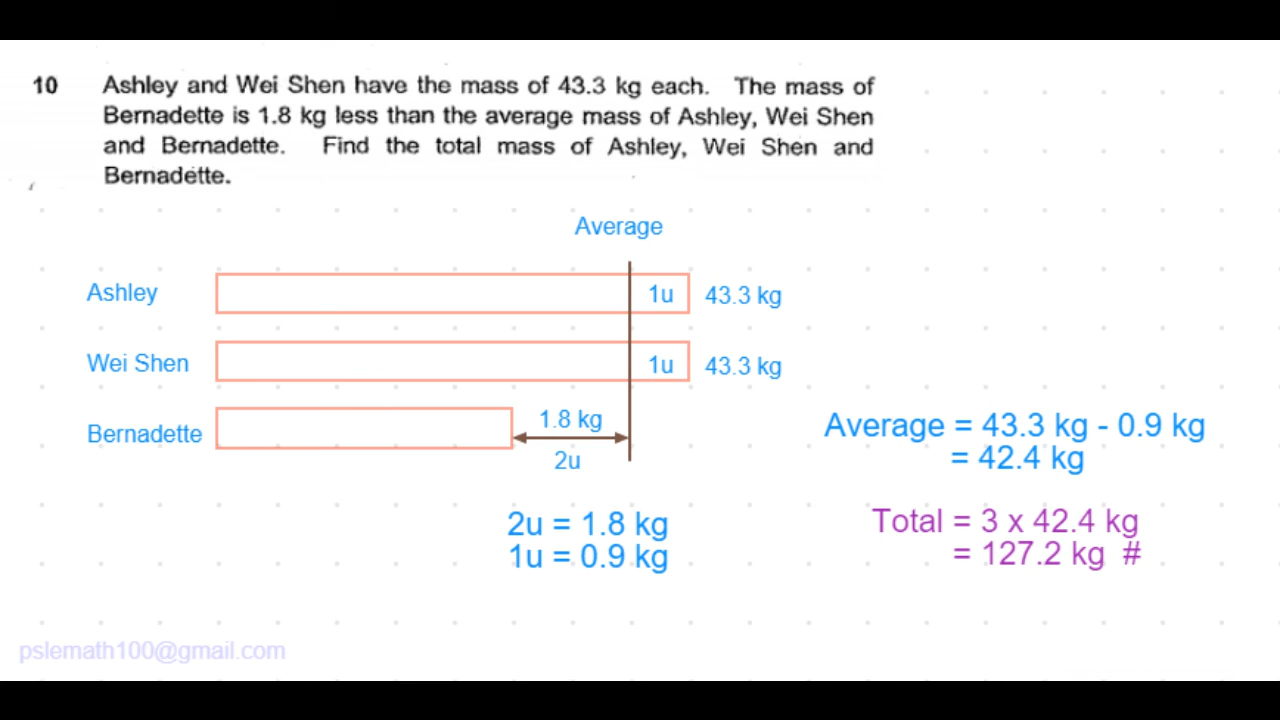 10 Ashley and Wei Shen have the mass of 43.3 kg each. The mass of
Bernadette is 1.8 kg less than the average mass of Ashley, Wei Shen
and Bernadette. Find the total mass of Ashley, Wei Shen and
Bernadette.
Average
Ashley 1u 43.3 kg
Wei Shen 1u 43.3 kg
Bernadette 1.8 kg
2u
2u = 1.8 kg
1u = 0.9 kg
Average = 43.3 kg - 0.9 kg
= 42.4 kg
Total = 3 x 42.4 kg
= 127.2 kg #
pslemath100@gmail.com